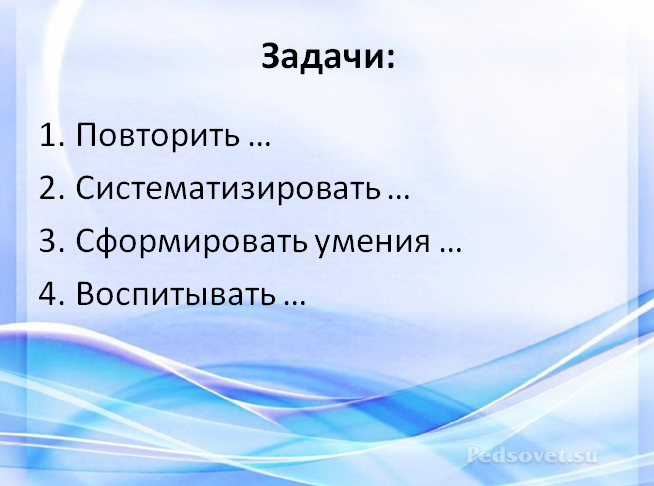 Задачи:
1. Повторить ...
2. Систематизировать ...
3. Сформировать умения ...
4. Воспитывать ...
Pedsovet.su